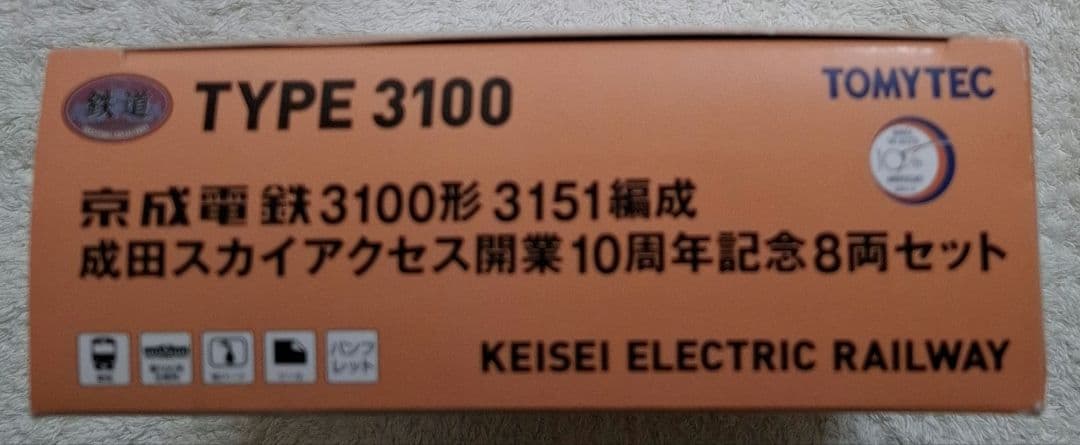 鉄道 TYPE 3100
TOMYTEC
10th
京成電鉄3100形 3151編成
成田スカイアクセス開業10周年記念8両セット
パンフ
レット
KEISEI ELECTRIC RAILWAY